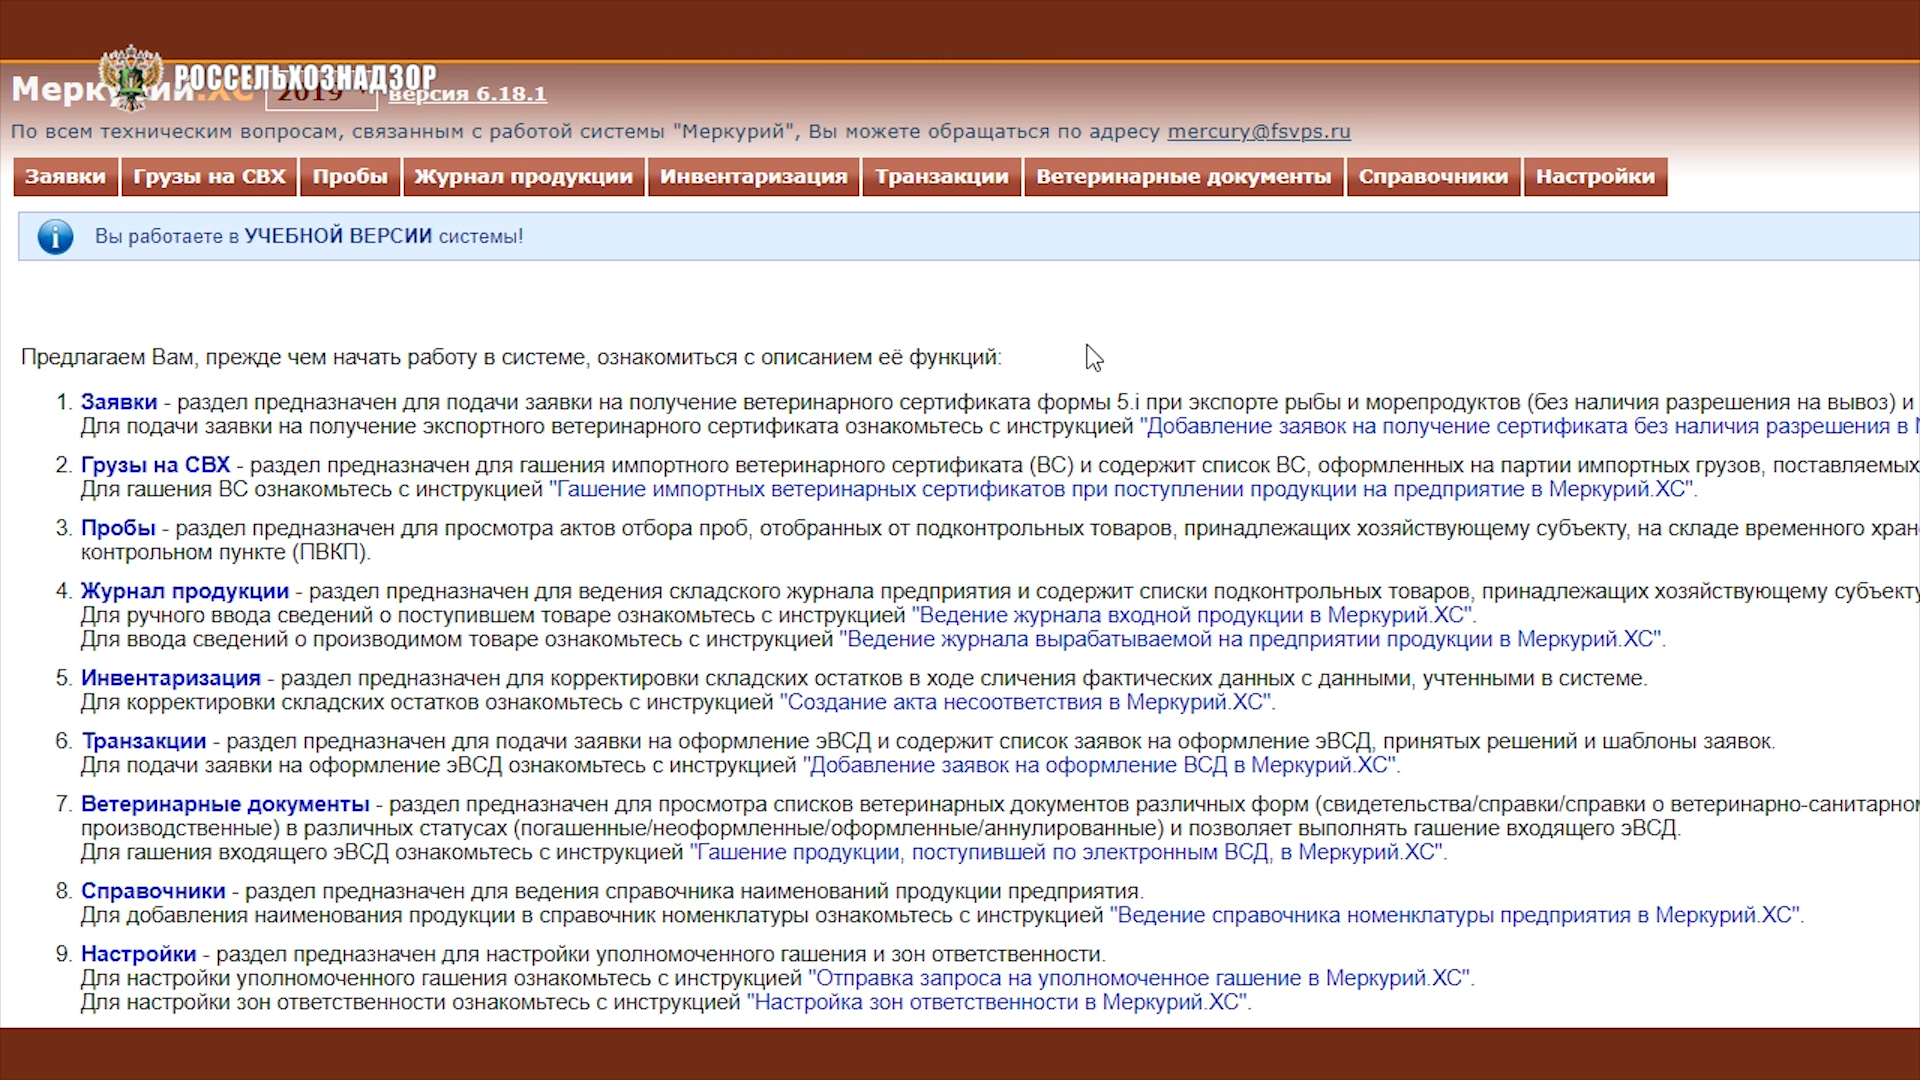 РОССЕЛЬХОЗНАДЗОР
Меркурий.ХС 2019 версия 6.18.1
По всем техническим вопросам, связанным с работой системы "Меркурий", Вы можете обращаться по адресу mercury@fsvps.ru
Заявки Грузы на СВХ Пробы Журнал продукции Инвентаризация Транзакции Ветеринарные документы Справочники Настройки
Вы работаете в УЧЕБНОЙ ВЕРСИИ системы!
Предлагаем Вам, прежде чем начать работу в системе, ознакомиться с описанием её функций:
1. Заявки - раздел предназначен для подачи заявки на получение ветеринарного сертификата формы 5.i при экспорте рыбы и морепродуктов (без наличия разрешения на вывоз) и
Для подачи заявки на получение экспортного ветеринарного сертификата ознакомьтесь с инструкцией "Добавление заявок на получение сертификата без наличия разрешения в
2. Грузы на СВХ - раздел предназначен для гашения импортного ветеринарного сертификата (ВС) и содержит список ВС, оформленных на партии импортных грузов, поставляемых
Для гашения ВС ознакомьтесь с инструкцией "Гашение импортных ветеринарных сертификатов при поступлении продукции на предприятие в Меркурий.ХС".
3. Пробы - раздел предназначен для просмотра актов отбора проб, отобранных от подконтрольных товаров, принадлежащих хозяйствующему субъекту, на складе временного хран
контрольном пункте (ПВКП).
4. Журнал продукции - раздел предназначен для ведения складского журнала предприятия и содержит списки подконтрольных товаров, принадлежащих хозяйствующему субъекту
Для ручного ввода сведений о поступившем товаре ознакомьтесь с инструкцией "Ведение журнала входной продукции в Меркурий.ХС".
Для ввода сведений о производимом товаре ознакомьтесь с инструкцией "Ведение журнала вырабатываемой на предприятии продукции в Меркурий.ХС".
5. Инвентаризация - раздел предназначен для корректировки складских остатков в ходе сличения фактических данных с данными, учтенными в системе.
Для корректировки складских остатков ознакомьтесь с инструкцией "Создание акта несоответствия в Меркурий.ХС".
6. Транзакции - раздел предназначен для подачи заявки на оформление эВСД и содержит список заявок на оформление эВСД, принятых решений и шаблоны заявок.
Для подачи заявки на оформление эВСД ознакомьтесь с инструкцией "Добавление заявок на оформление ВСД в Меркурий.ХС".
7. Ветеринарные документы - раздел предназначен для просмотра списков ветеринарных документов различных форм (свидетельства/справки/справки о ветеринарно-санитарном
производственные) в различных статусах (погашенные/неоформленные/оформленные/аннулированные) и позволяет выполнять гашение входящего эВСД.
Для гашения входящего эВСД ознакомьтесь с инструкцией "Гашение продукции, поступившей по электронным ВСД, в Меркурий.ХС".
8. Справочники - раздел предназначен для ведения справочника наименований продукции предприятия.
Для добавления наименования продукции в справочник номенклатуры ознакомьтесь с инструкцией "Ведение справочника номенклатуры предприятия в Меркурий.ХС".
9. Настройки - раздел предназначен для настройки уполномоченного гашения и зон ответственности.
Для настройки уполномоченного гашения ознакомьтесь с инструкцией "Отправка запроса на уполномоченное гашение в Меркурий.ХС".
Для настройки зон ответственности ознакомьтесь с инструкцией "Настройка зон ответственности в Меркурий.ХС".